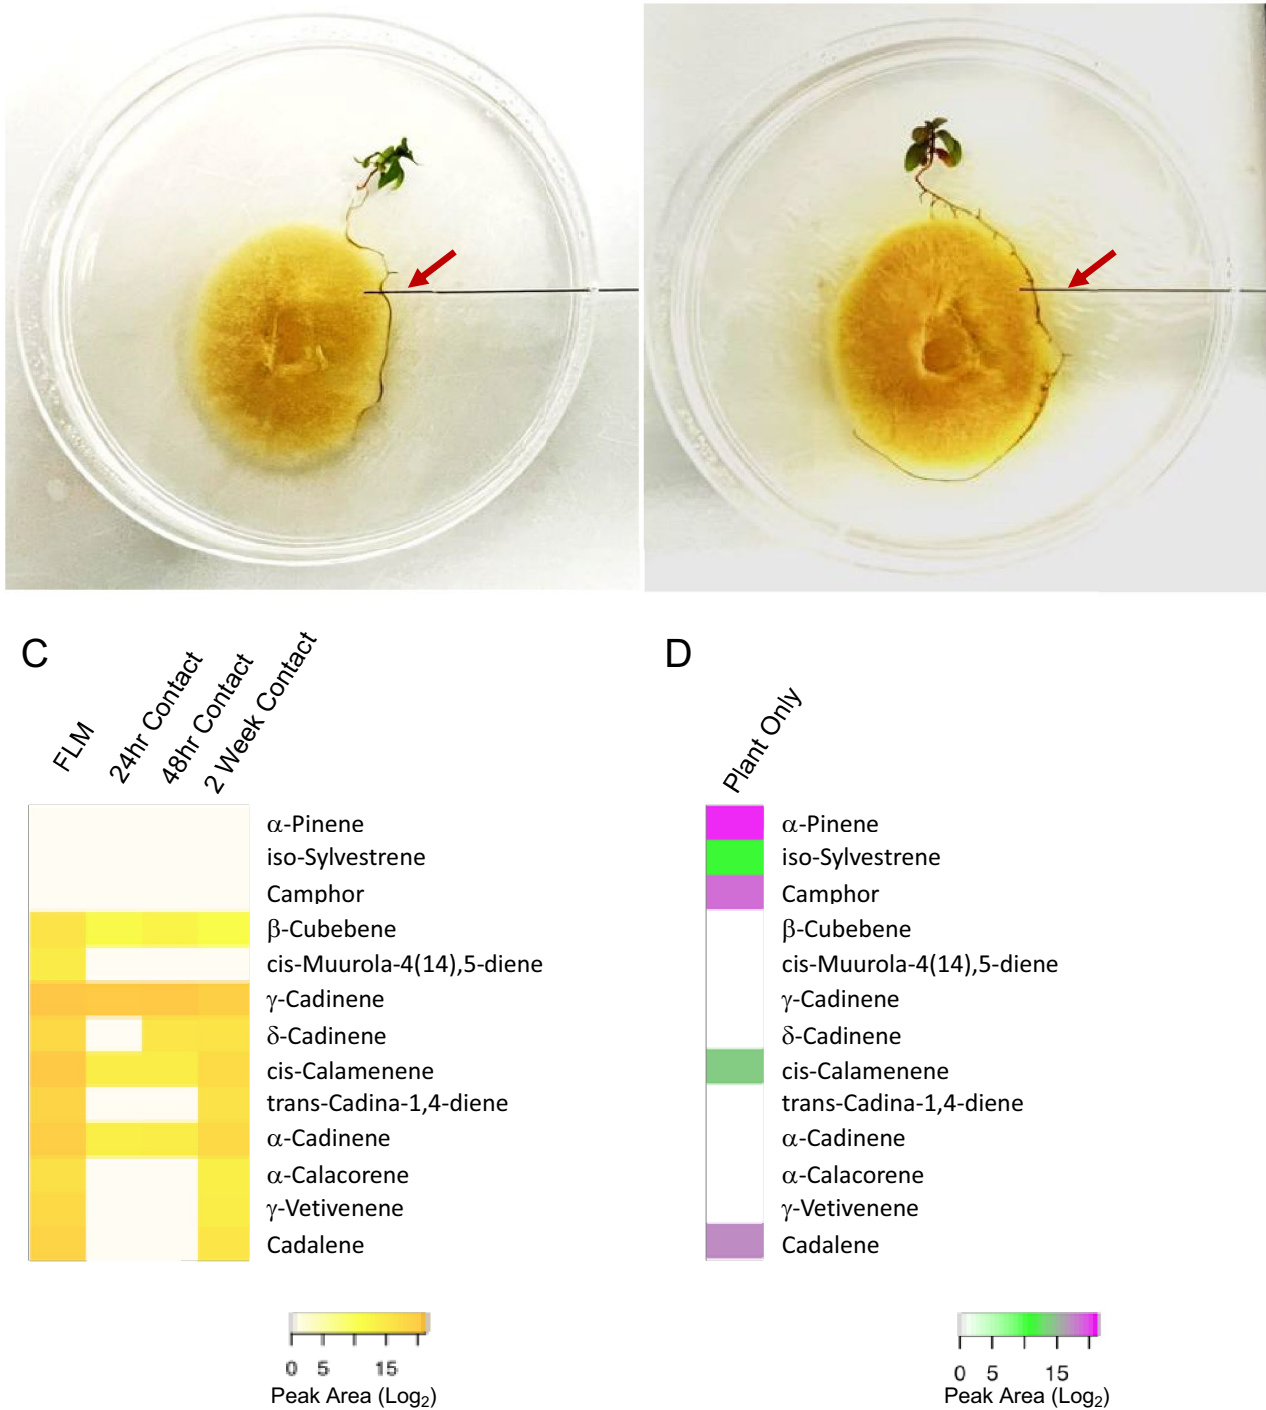 C
FLM
24hr Contact
48hr Contact
2 Week Contact
α-Pinene
iso-Sylvestrene
Camphor
β-Cubebene
cis-Muurola-4(14),5-diene
γ-Cadinene
δ-Cadinene
cis-Calamenene
trans-Cadina-1,4-diene
α-Cadinene
α-Calacorene
γ-Vetivenene
Cadalene
0 5 15
Peak Area (Log2)
D
Plant Only
α-Pinene
iso-Sylvestrene
Camphor
β-Cubebene
cis-Muurola-4(14),5-diene
γ-Cadinene
δ-Cadinene
cis-Calamenene
trans-Cadina-1,4-diene
α-Cadinene
α-Calacorene
γ-Vetivenene
Cadalene
0 5 15
Peak Area (Log2)